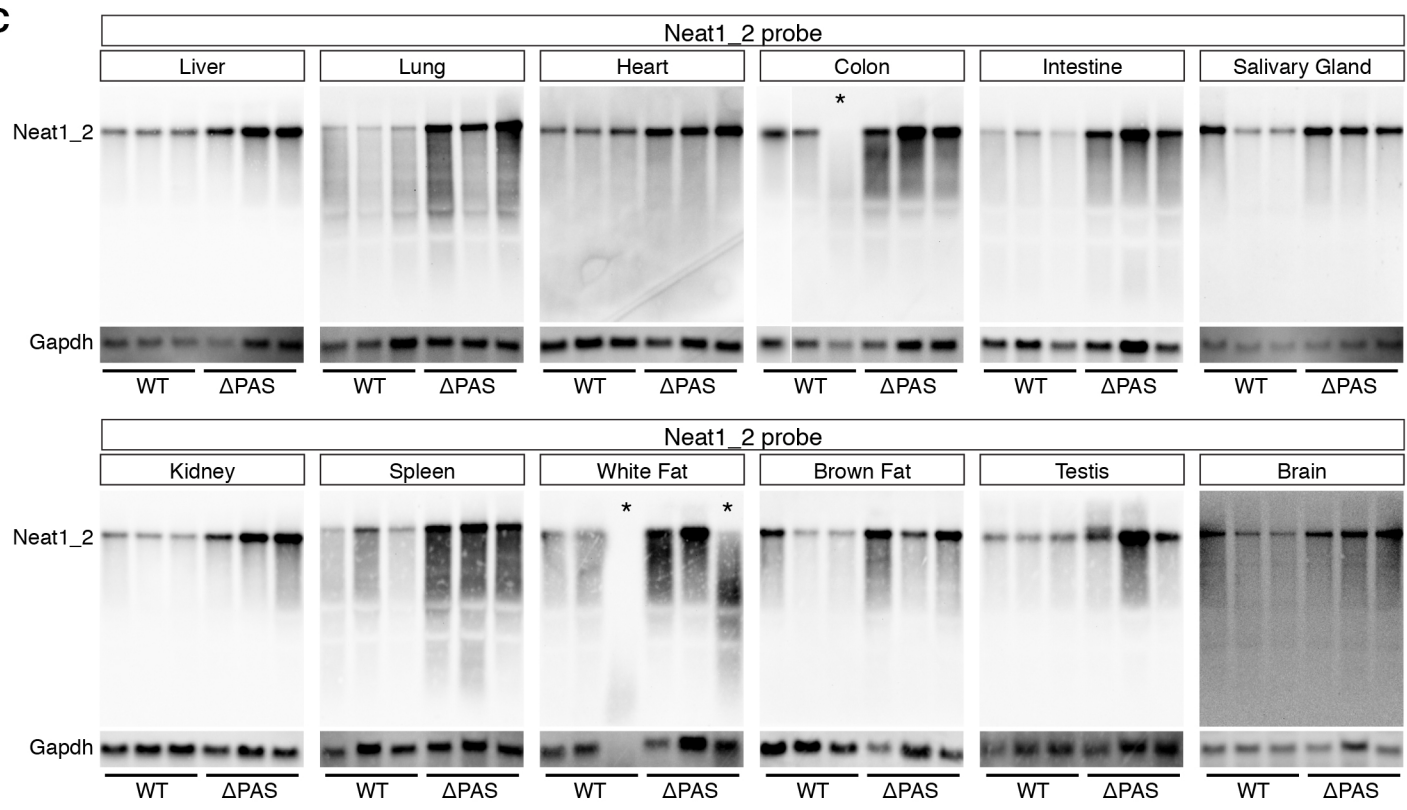 C
Neat1_2 probe
Liver Lung Heart Colon Intestine Salivary Gland
*
Neat1_2
Gapdh
WT ΔPAS WT ΔPAS WT ΔPAS WT ΔPAS WT ΔPAS WT ΔPAS
Neat1_2 probe
Kidney Spleen White Fat Brown Fat Testis Brain
* *
Neat1_2
Gapdh
WT ΔPAS WT ΔPAS WT ΔPAS WT ΔPAS WT ΔPAS WT ΔPAS